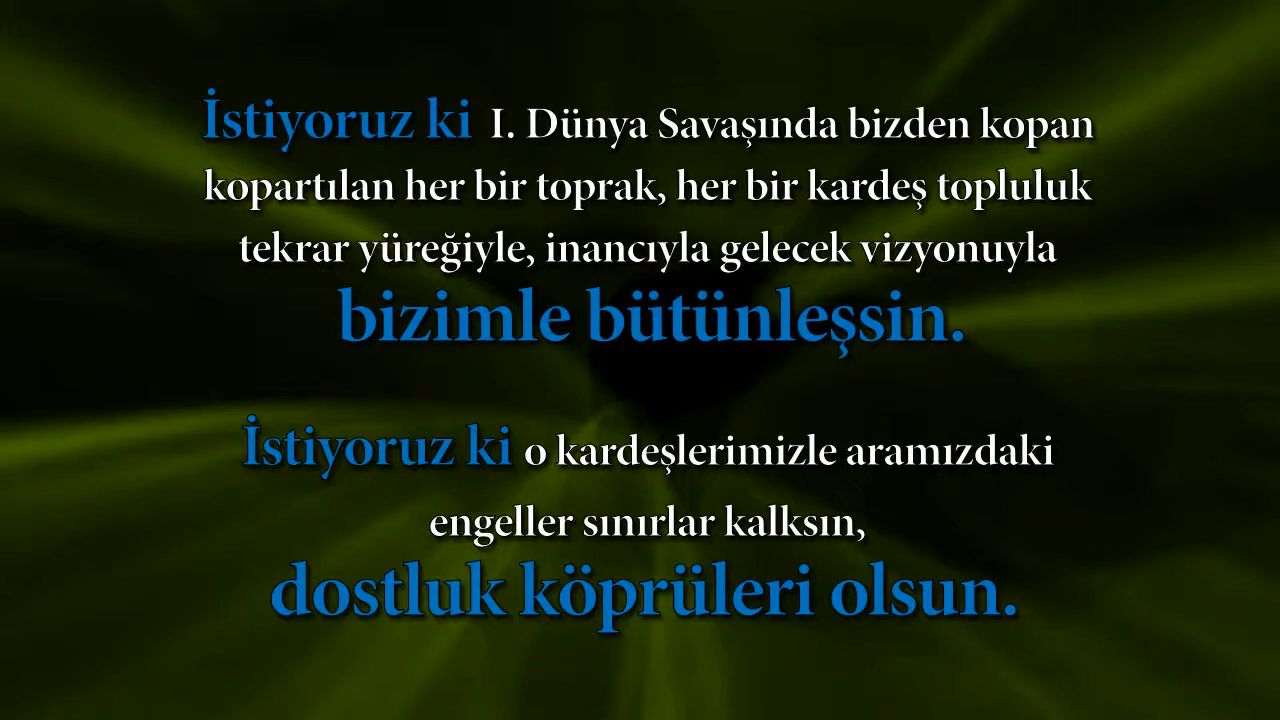 İstiyoruz ki I. Dünya Savaşında bizden kopan
kopartılan her bir toprak, her bir kardeş topluluk
tekrar yüreğiyle, inancıyla gelecek vizyonuyla
bizimle bütünleşsin.
İstiyoruz ki o kardeşlerimizle aramızdaki
engeller sınırlar kalksın,
dostluk köprüleri olsun.